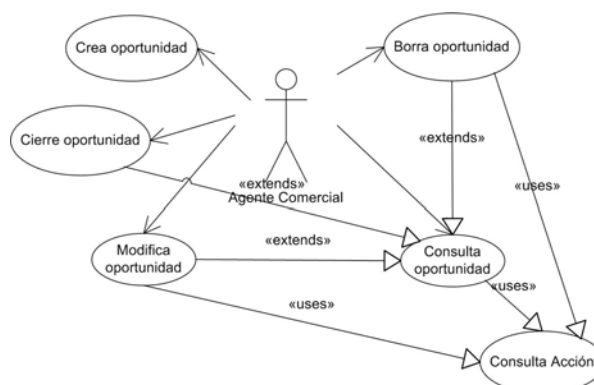 Crea oportunidad
Borra oportunidad
Cierre oportunidad
«extends»
«extends»
Agente Comercial
«uses»
Modifica
oportunidad
«extends»
Consulta
oportunidad
«uses»
«uses»
Consulta Acción